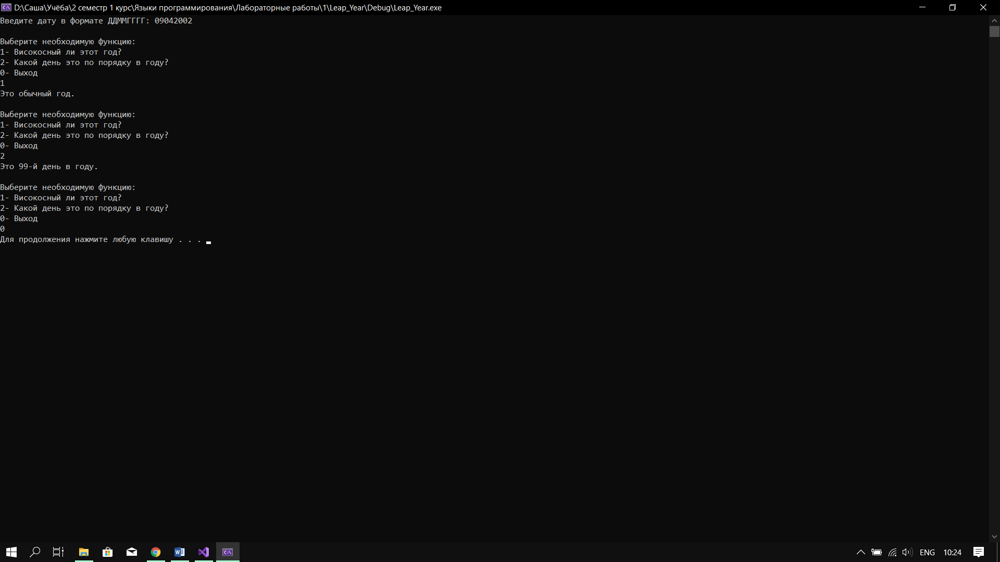 D:\Саша\Учёба\2 семестр 1 курс\Языки программирования\Лабораторные работы\1\Leap_Year\Debug\Leap_Year.exe
Введите дату в формате ДДММГГГГ: 09042002
Выберите необходимую функцию:
1- Високосный ли этот год?
2- Какой день это по порядку в году?
0- Выход
1
Это обычный год.
Выберите необходимую функцию:
1- Високосный ли этот год?
2- Какой день это по порядку в году?
0- Выход
2
Это 99-й день в году.
Выберите необходимую функцию:
1- Високосный ли этот год?
2- Какой день это по порядку в году?
0- Выход
0
Для продолжения нажмите любую клавишу . . .
ENG 10:24